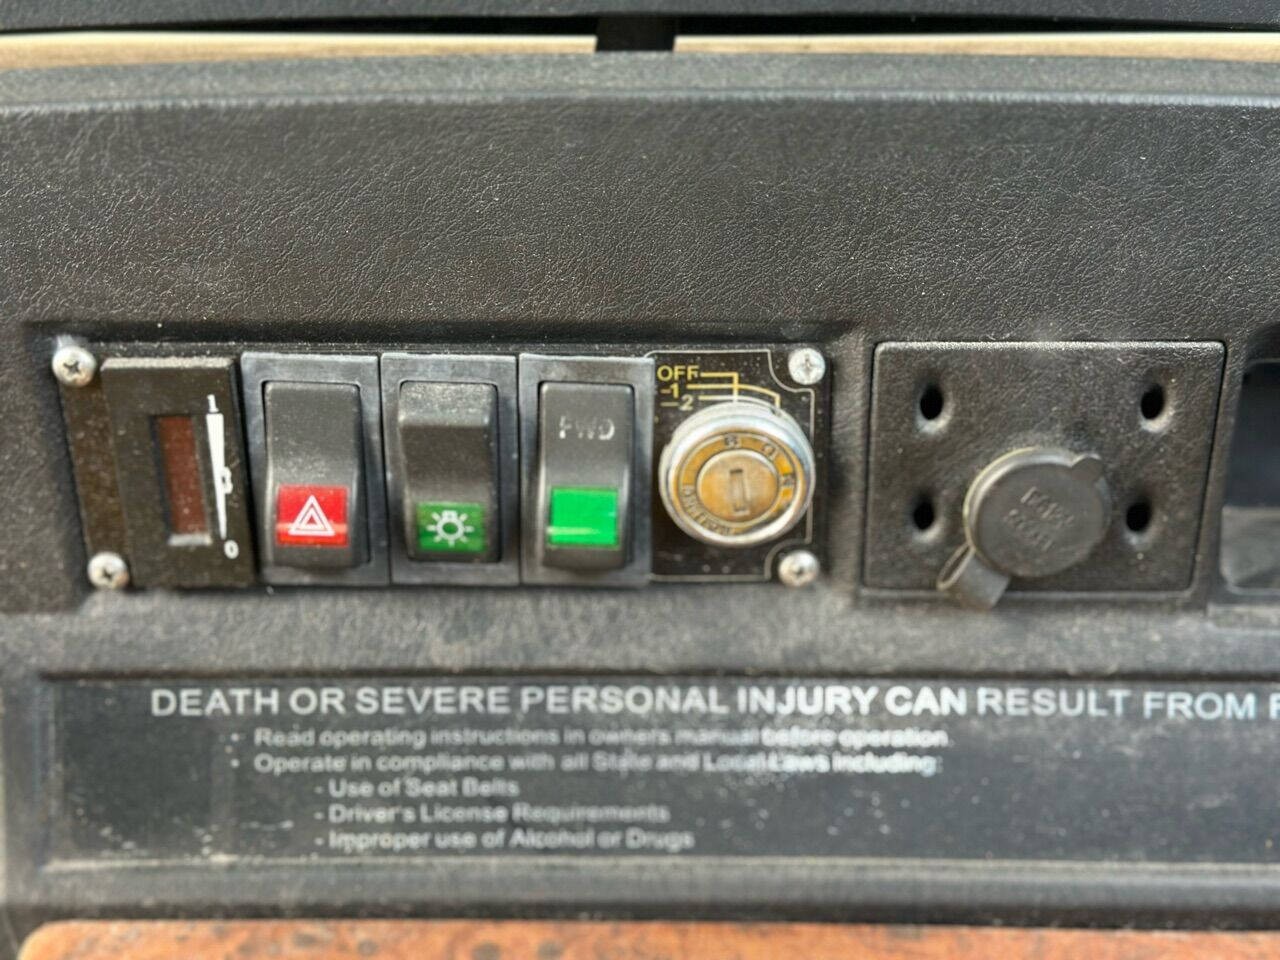 1
0
FWD
OFF
1
2
DEATH OR SEVERE PERSONAL INJURY CAN RESULT FROM
• Read operating instructions in owners manual before operation.
• Operate in compliance with all State and Local Laws including:
- Use of Seat Belts
- Driver's License Requirements
- Improper use of Alcohol or Drugs